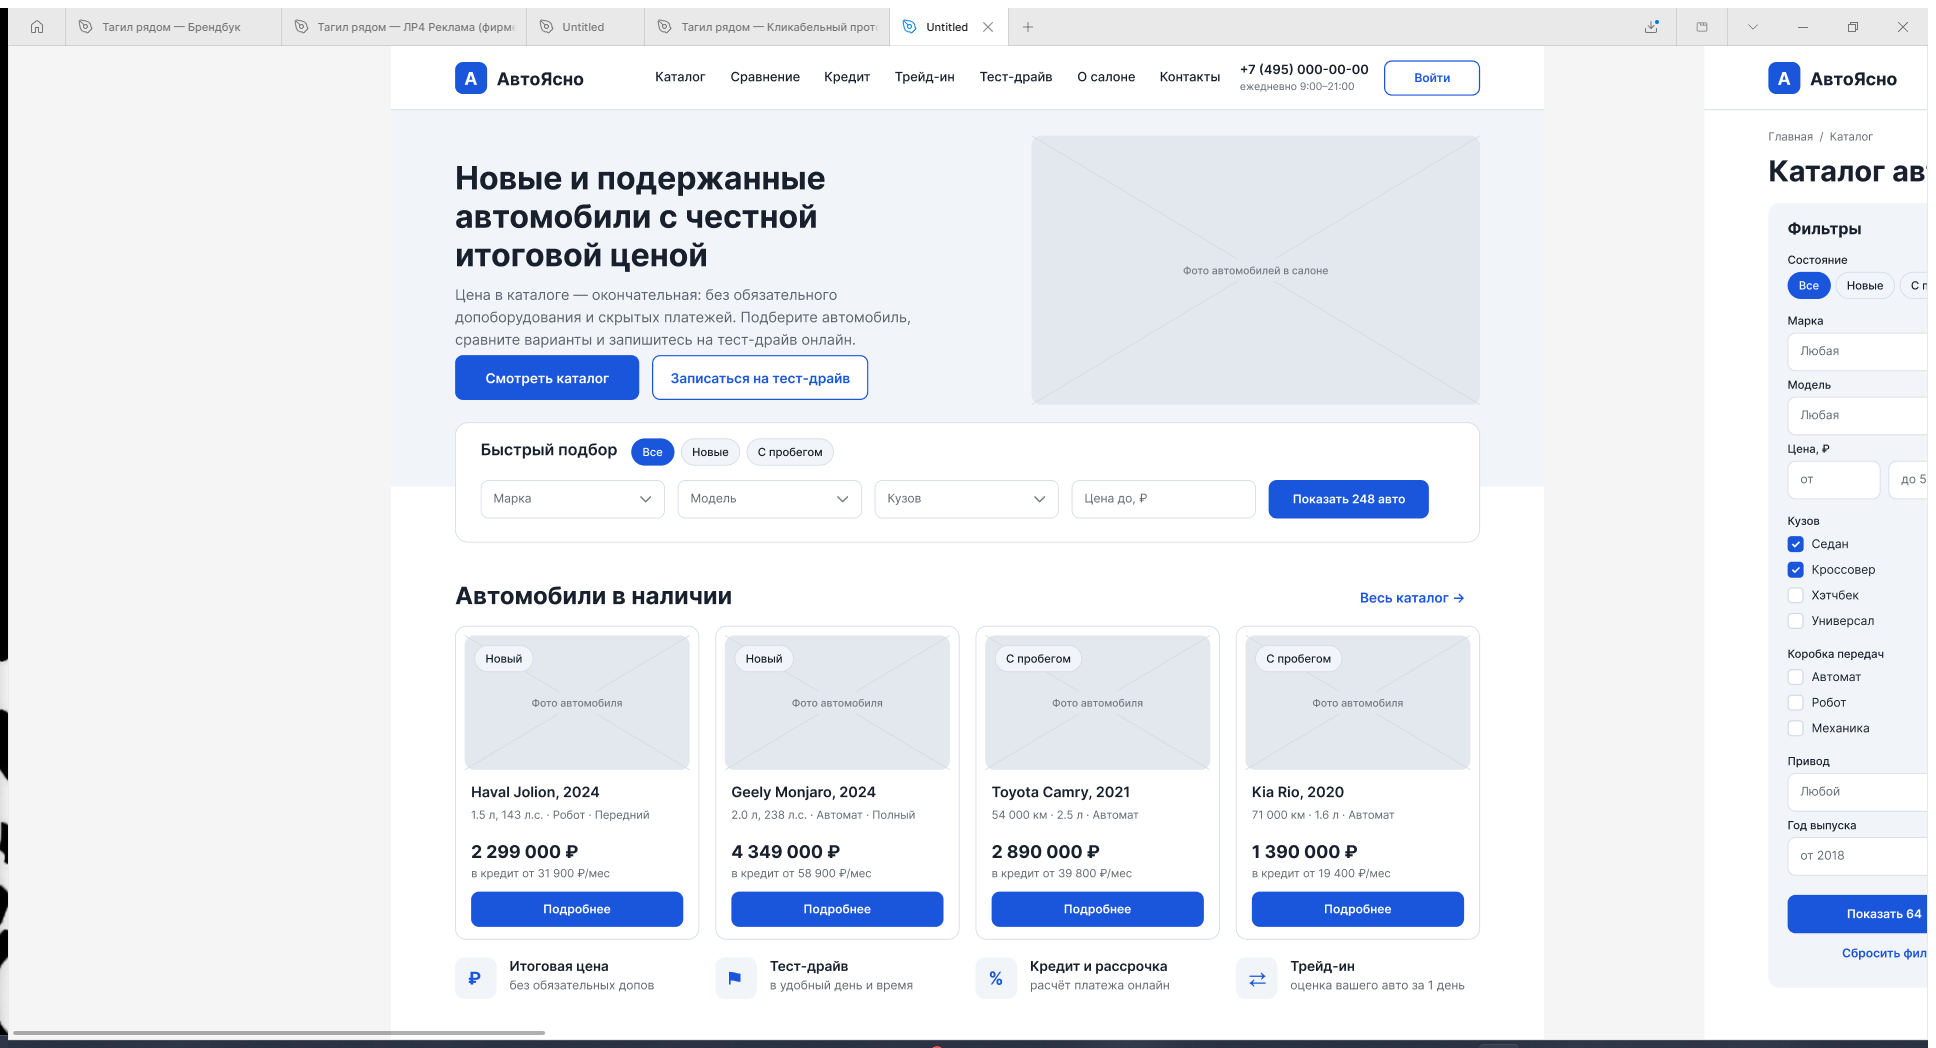 Тагил рядом — Брендбук
Тагил рядом — ЛР4 Реклама (фирме
Untitled
Тагил рядом — Кликабельный прото
Untitled
А АвтоЯсно
Каталог
Сравнение
Кредит
Трейд-ин
Тест-драйв
О салоне
Контакты
+7 (495) 000-00-00
ежедневно 9:00–21:00
Войти
Новые и подержанные
автомобили с честной
итоговой ценой
Цена в каталоге — окончательная: без обязательного
допоборудования и скрытых платежей. Подберите автомобиль,
сравните варианты и запишитесь на тест-драйв онлайн.
Смотреть каталог
Записаться на тест-драйв
Фото автомобилей в салоне
Быстрый подбор
Все
Новые
С пробегом
Марка
Модель
Кузов
Цена до, ₽
Показать 248 авто
Автомобили в наличии
Весь каталог →
Новый
Фото автомобиля
Haval Jolion, 2024
1.5 л, 143 л.с. · Робот · Передний
2 299 000 ₽
в кредит от 31 900 ₽/мес
Подробнее
Новый
Фото автомобиля
Geely Monjaro, 2024
2.0 л, 238 л.с. · Автомат · Полный
4 349 000 ₽
в кредит от 58 900 ₽/мес
Подробнее
С пробегом
Фото автомобиля
Toyota Camry, 2021
54 000 км · 2.5 л · Автомат
2 890 000 ₽
в кредит от 39 800 ₽/мес
Подробнее
С пробегом
Фото автомобиля
Kia Rio, 2020
71 000 км · 1.6 л · Автомат
1 390 000 ₽
в кредит от 19 400 ₽/мес
Подробнее
₽
Итоговая цена
без обязательных допов
Тест-драйв
в удобный день и время
%
Кредит и рассрочка
расчёт платежа онлайн
Трейд-ин
оценка вашего авто за 1 день
А АвтоЯсно
Главная / Каталог
Каталог ав
Фильтры
Состояние
Все
Новые
С п
Марка
Любая
Модель
Любая
Цена, ₽
от
до 5
Кузов
Седан
Кроссовер
Хэтчбек
Универсал
Коробка передач
Автомат
Робот
Механика
Привод
Любой
Год выпуска
от 2018
Показать 64
Сбросить фил